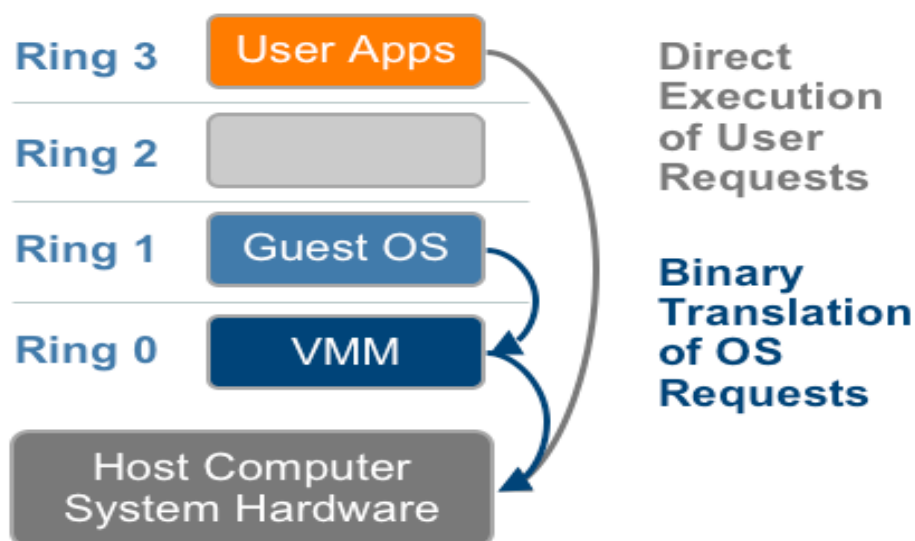 Ring 3
User Apps
Ring 2
Ring 1
Guest OS
Ring 0
VMM
Host Computer
System Hardware
Direct
Execution
of User
Requests
Binary
Translation
of OS
Requests